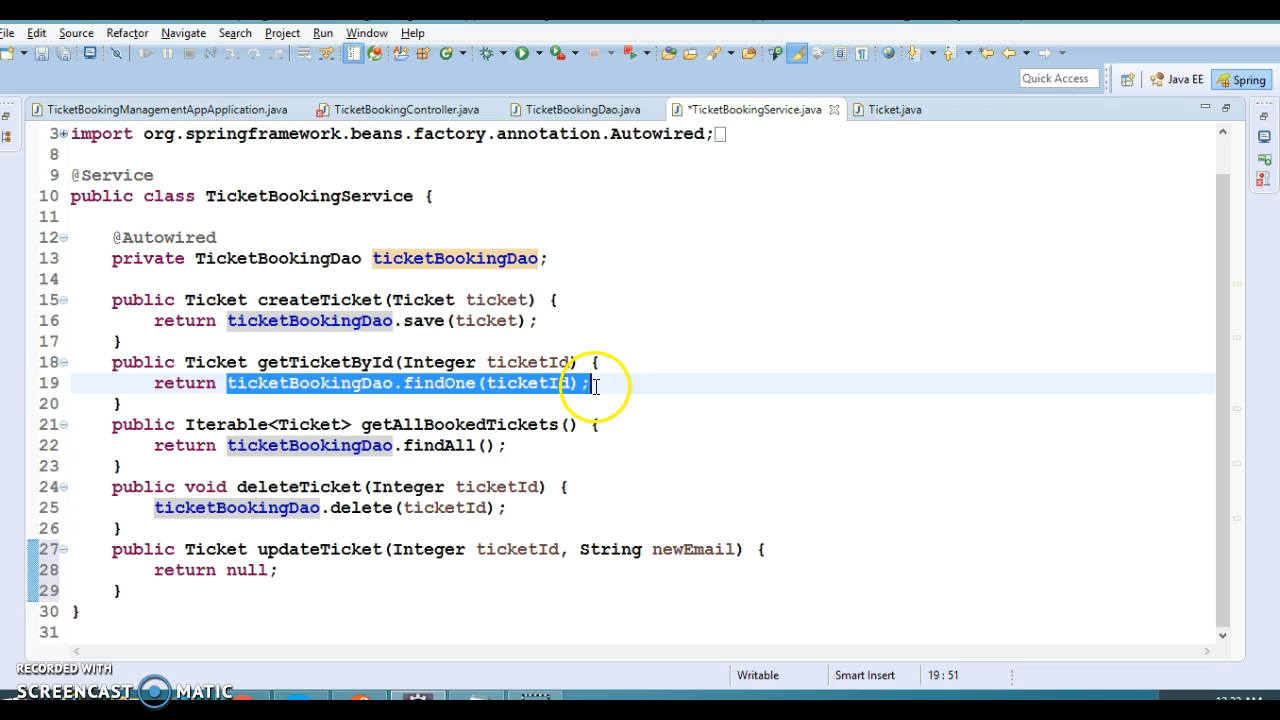 File Edit Source Refactor Navigate Search Project Run Window Help
Quick Access Java EE Spring
TicketBookingManagementAppApplication.java TicketBookingController.java TicketBookingDao.java *TicketBookingService.java Ticket.java
3 import org.springframework.beans.factory.annotation.Autowired;
8
9 @Service
10 public class TicketBookingService {
11
12 @Autowired
13 private TicketBookingDao ticketBookingDao;
14
15 public Ticket createTicket(Ticket ticket) {
16 return ticketBookingDao.save(ticket);
17 }
18 public Ticket getTicketById(Integer ticketId) {
19 return ticketBookingDao.findOne(ticketId);
20 }
21 public Iterable<Ticket> getAllBookedTickets() {
22 return ticketBookingDao.findAll();
23 }
24 public void deleteTicket(Integer ticketId) {
25 ticketBookingDao.delete(ticketId);
26 }
27 public Ticket updateTicket(Integer ticketId, String newEmail) {
28 return null;
29 }
30 }
31
Writable Smart Insert 19 : 51
RECORDED WITH
SCREENCAST MATIC